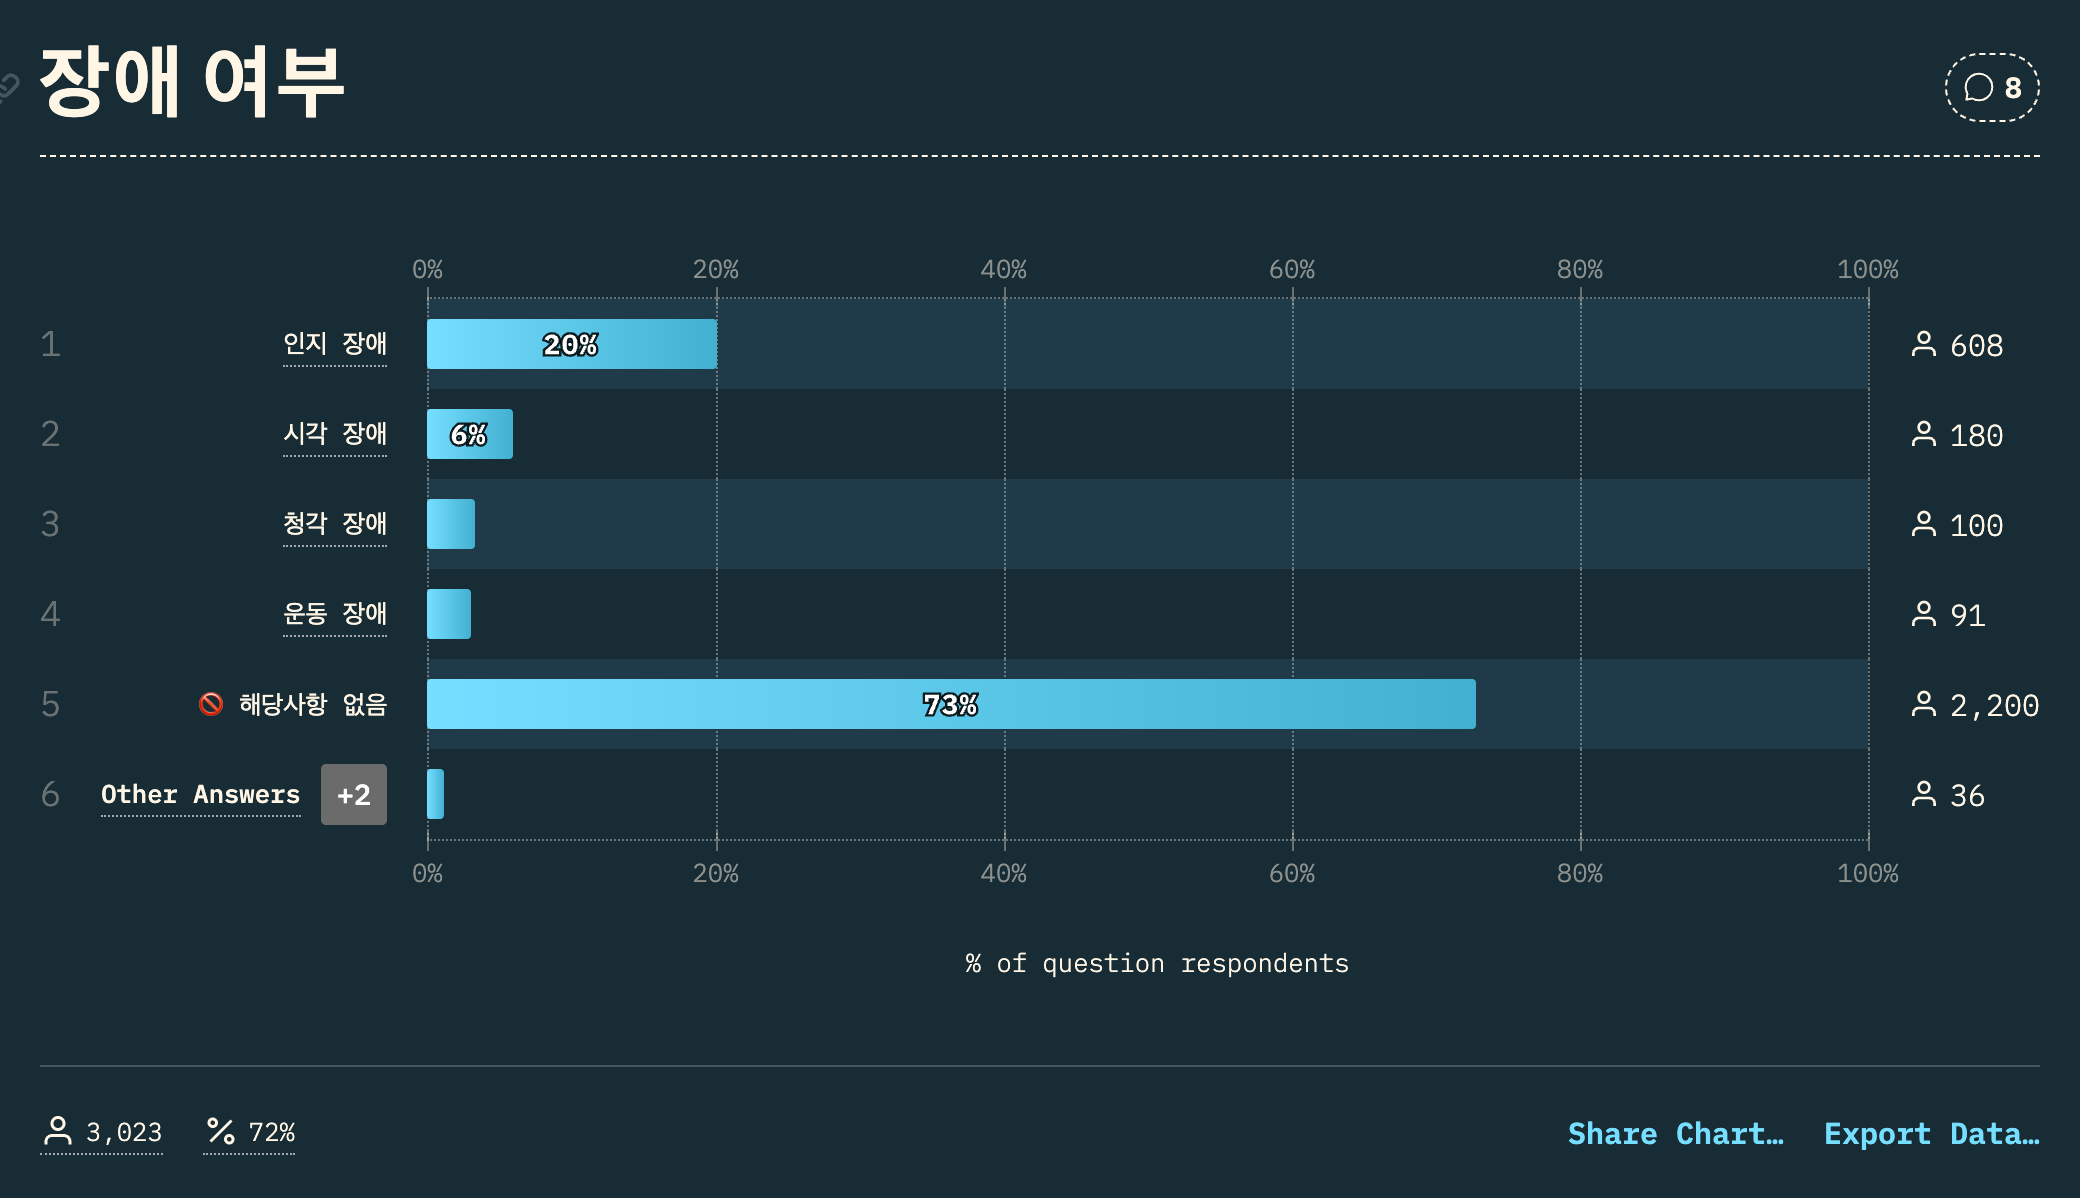 장애 여부
8
0% 20% 40% 60% 80% 100%
1 인지 장애 20% 608
2 시각 장애 6% 180
3 청각 장애 100
4 운동 장애 91
5 🚫 해당사항 없음 73% 2,200
6 Other Answers +2 36
0% 20% 40% 60% 80% 100%
% of question respondents
3,023 72% Share Chart… Export Data…